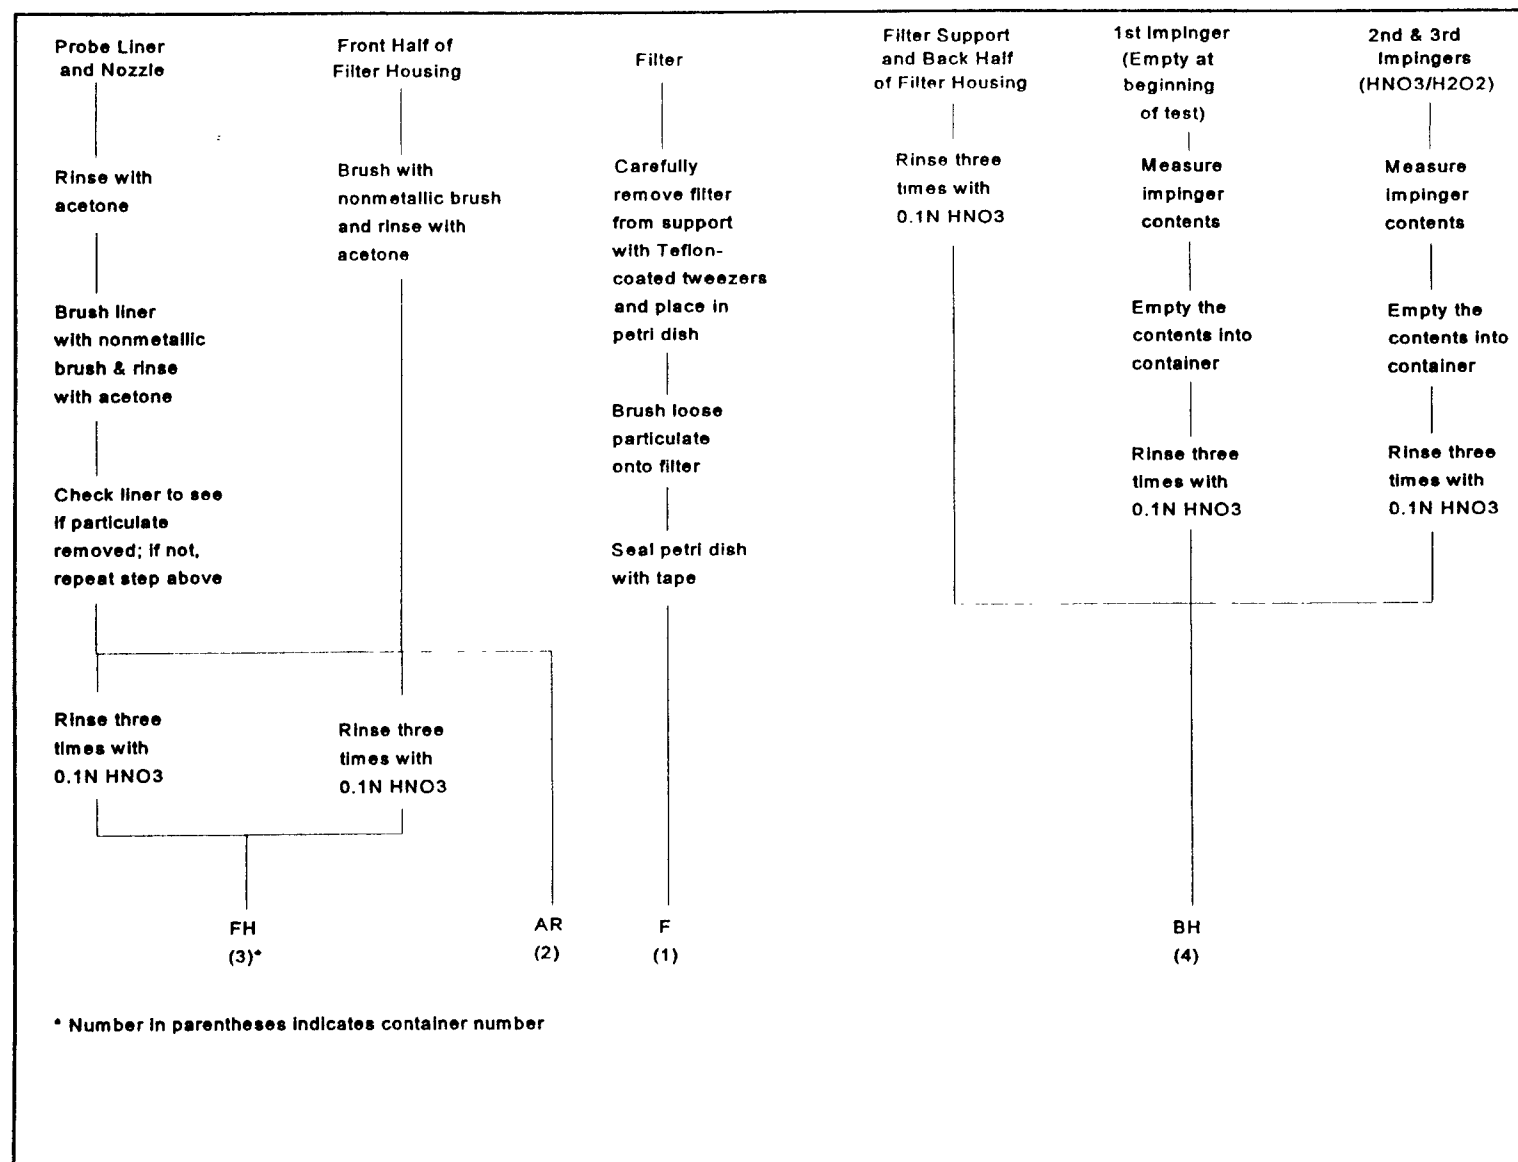 Probe Liner
and Nozzle
Rinse with
acetone
Brush liner
with nonmetallic
brush & rinse
with acetone
Check liner to see
if particulate
removed; if not,
repeat step above
Rinse three
times with
0.1N HNO3
Front Half of
Filter Housing
Brush with
nonmetallic brush
and rinse with
acetone
Rinse three
times with
0.1N HNO3
FH
(3)*
AR
(2)
Filter
Carefully
remove filter
from support
with Teflon-
coated tweezers
and place in
petri dish
Brush loose
particulate
onto filter
Seal petri dish
with tape
F
(1)
Filter Support
and Back Half
of Filter Housing
Rinse three
times with
0.1N HNO3
1st Impinger
(Empty at
beginning
of test)
Measure
impinger
contents
Empty the
contents into
container
Rinse three
times with
0.1N HNO3
2nd & 3rd
Impingers
(HNO3/H2O2)
Measure
impinger
contents
Empty the
contents into
container
Rinse three
times with
0.1N HNO3
BH
(4)
* Number in parentheses indicates container number